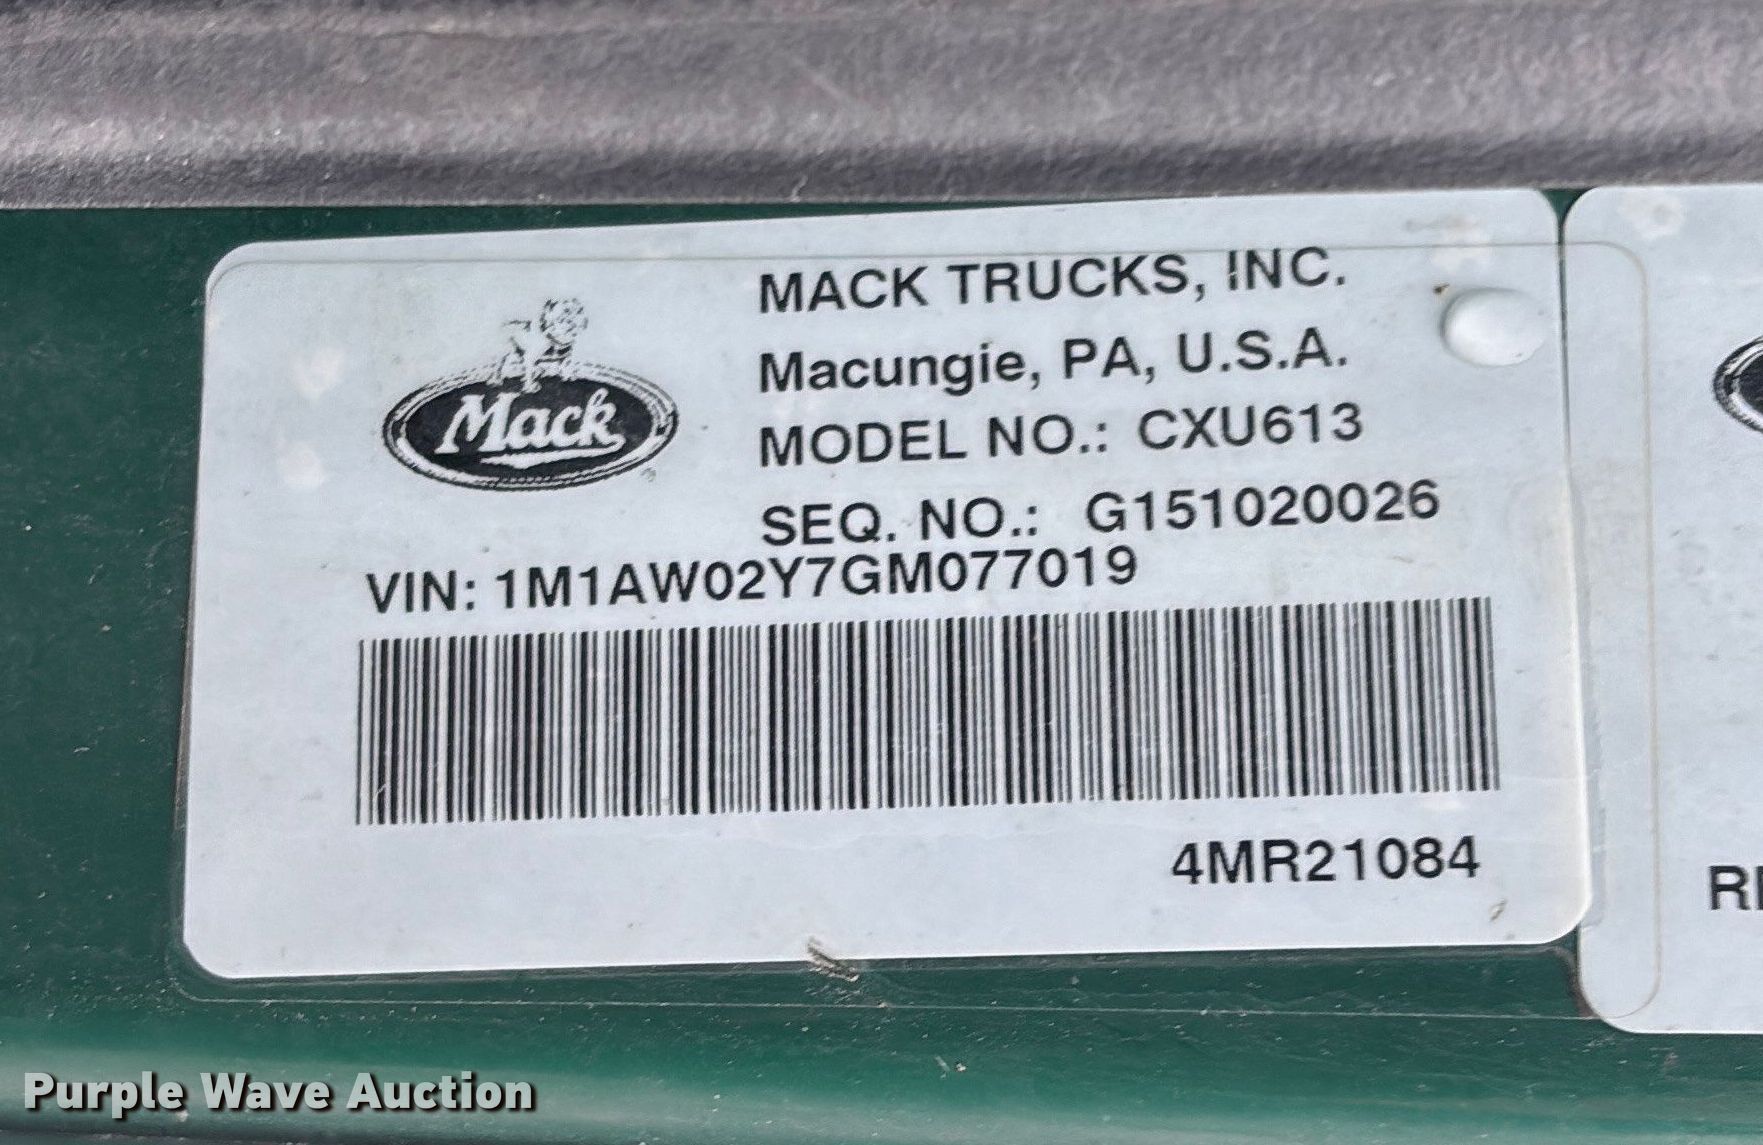 MACK TRUCKS, INC.
Macungie, PA, U.S.A.
Mack
MODEL NO.: CXU613
SEQ. NO.: G151020026
VIN: 1M1AW02Y7GM077019
4MR21084
Purple Wave Auction